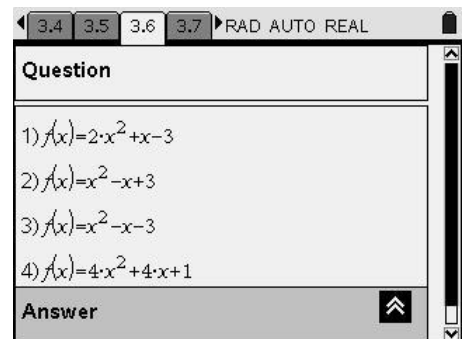 3.4 3.5 3.6 3.7 RAD AUTO REAL
Question
1) f(x)=2·x²+x−3
2) f(x)=x²−x+3
3) f(x)=x²−x−3
4) f(x)=4·x²+4·x+1
Answer